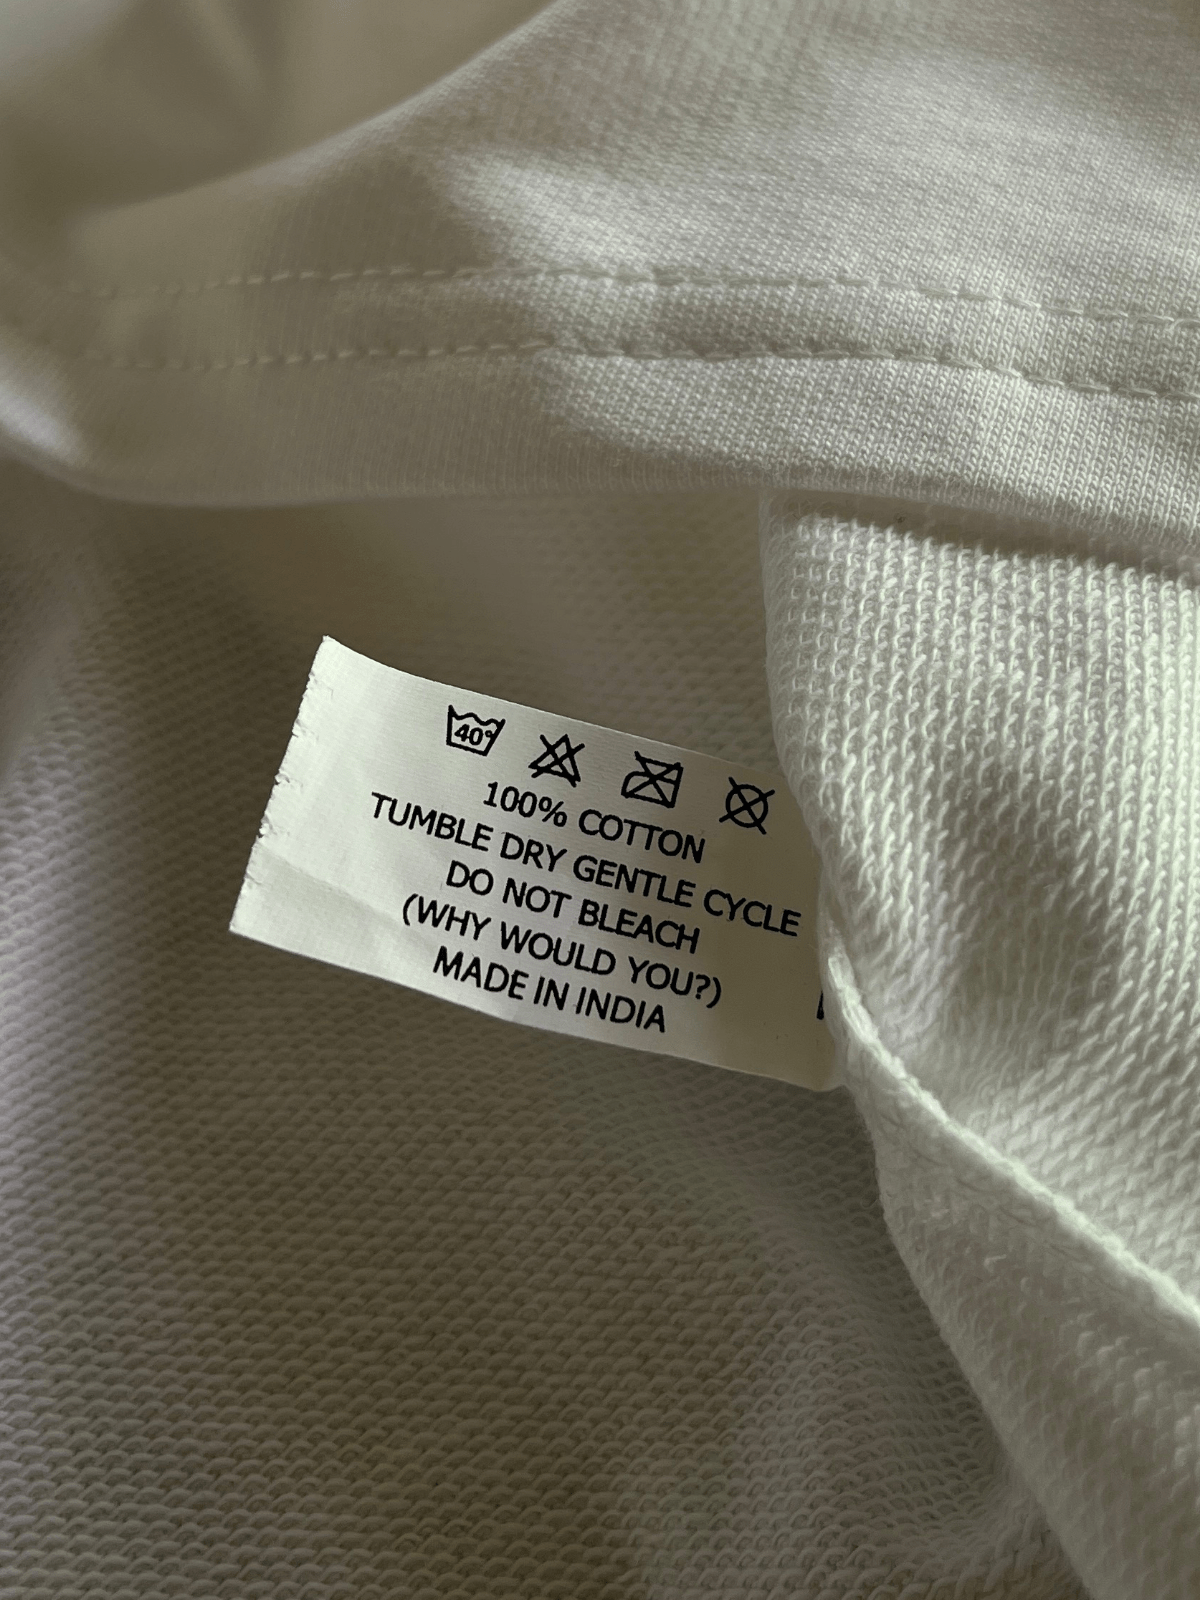 40°
100% COTTON
TUMBLE DRY GENTLE CYCLE
DO NOT BLEACH
(WHY WOULD YOU?)
MADE IN INDIA